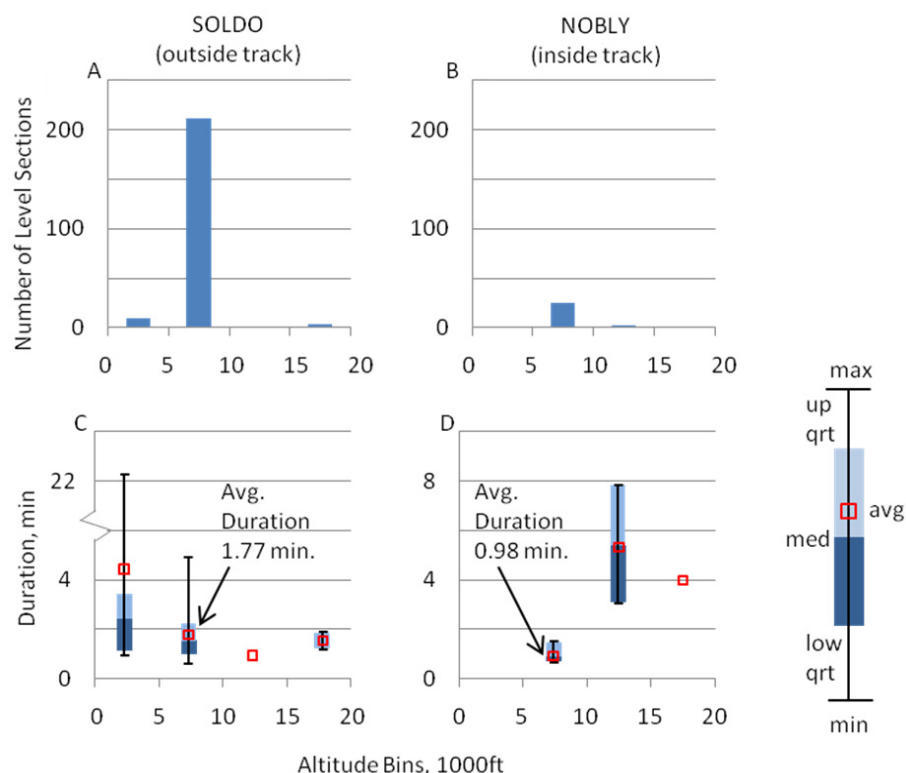 SOLDO
(outside track)
NOBLY
(inside track)
A
B
Number of Level Sections
200
100
0
0 5 10 15 20
200
100
0
0 5 10 15 20
C
D
Duration, min
22
4
0
Avg.
Duration
1.77 min.
0 5 10 15 20
8
4
0
Avg.
Duration
0.98 min.
0 5 10 15 20
Altitude Bins, 1000ft
max
up
qrt
avg
med
low
qrt
min